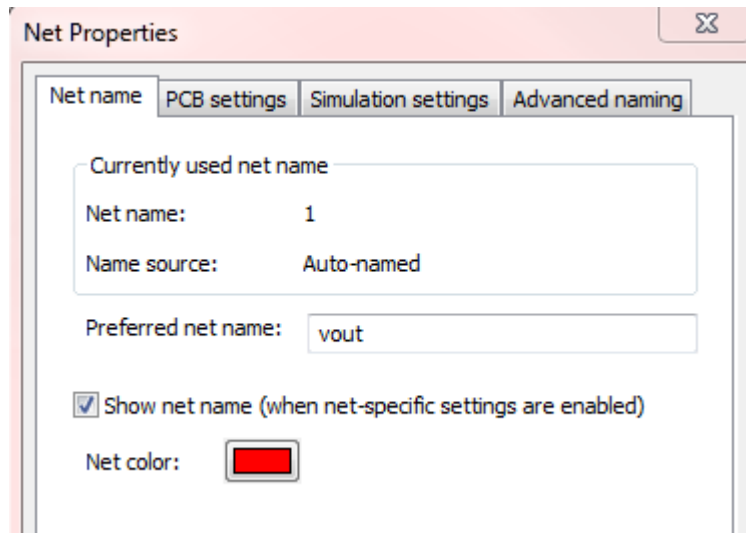 Net Properties
Net name PCB settings Simulation settings Advanced naming
Currently used net name
Net name: 1
Name source: Auto-named
Preferred net name: vout
Show net name (when net-specific settings are enabled)
Net color: